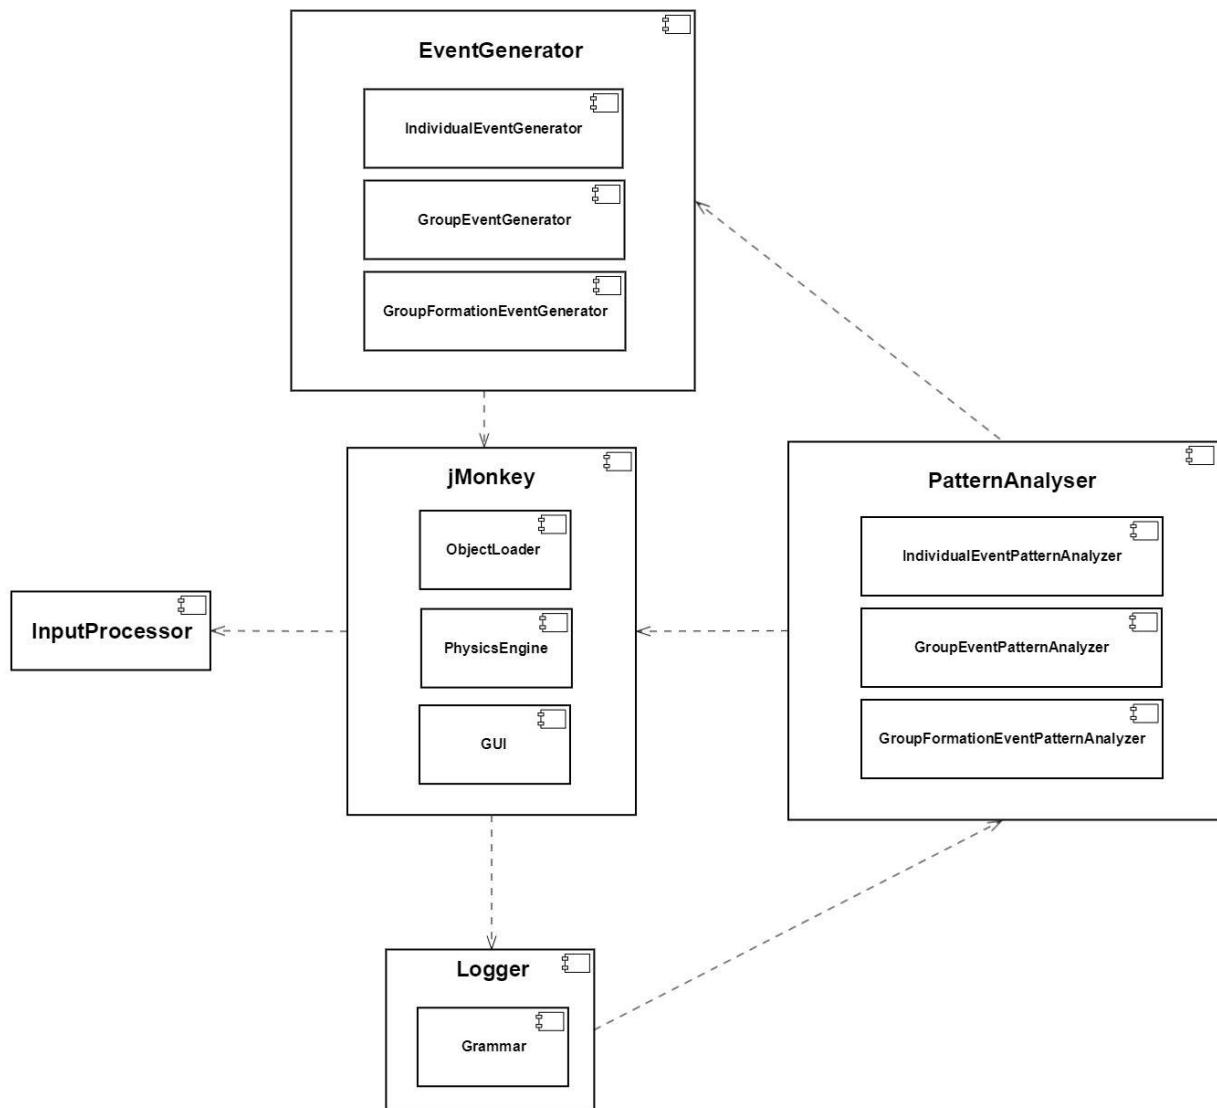 EventGenerator
IndividualEventGenerator
GroupEventGenerator
GroupFormationEventGenerator
jMonkey
ObjectLoader
PhysicsEngine
GUI
InputProcessor
PatternAnalyser
IndividualEventPatternAnalyzer
GroupEventPatternAnalyzer
GroupFormationEventPatternAnalyzer
Logger
Grammar